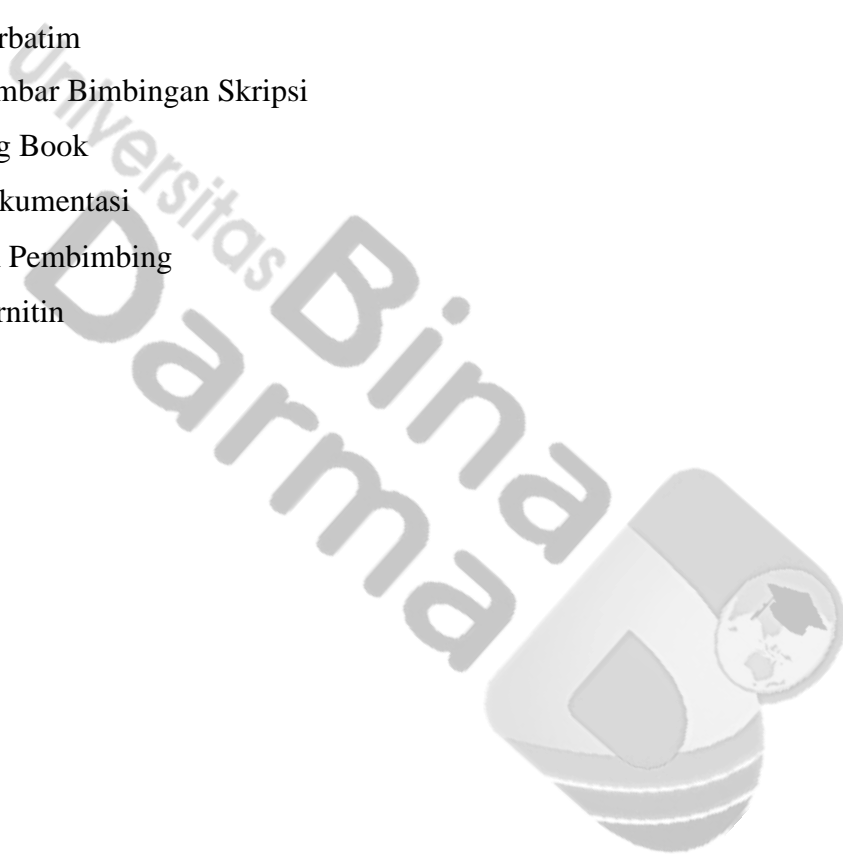 rbatim
mbar Bimbingan Skripsi
g Book
kumentasi
Pembimbing
rnitin
Universitas
Bina
Darma